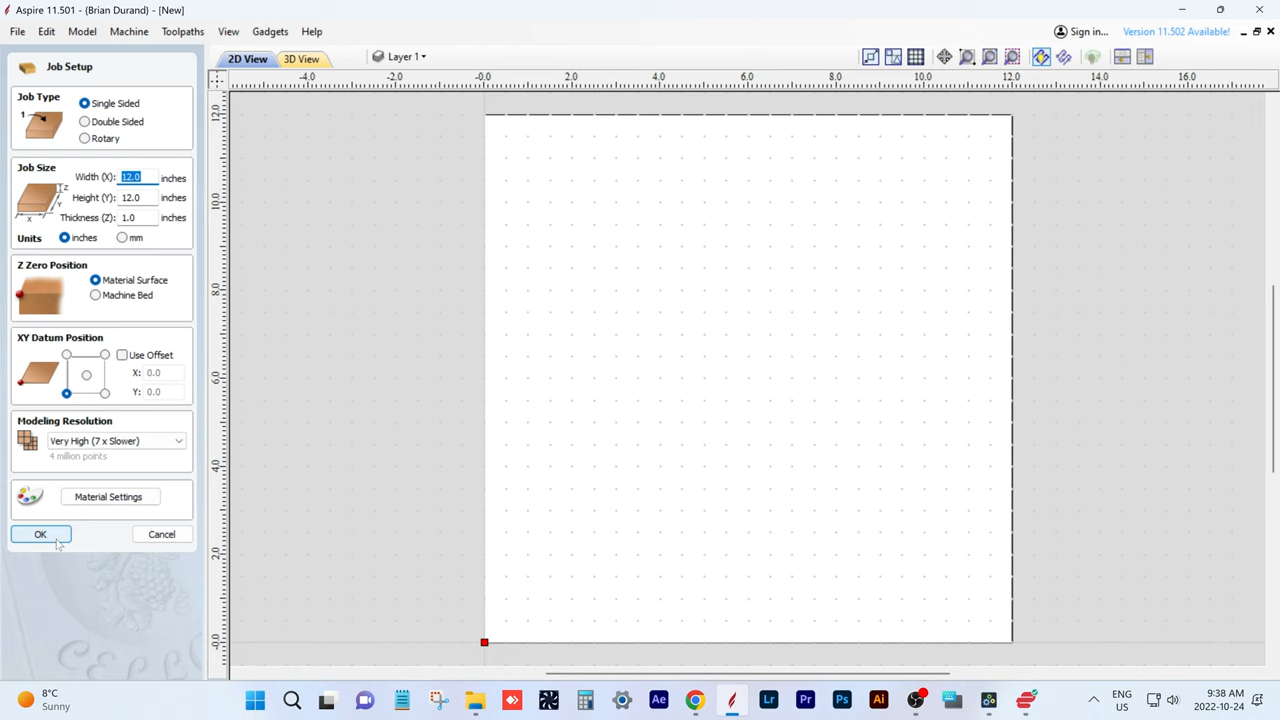 Aspire 11.501 - {Brian Durand} - [New]
File Edit Model Machine Toolpaths View Gadgets Help
Sign in... Version 11.502 Available!
2D View 3D View Layer 1
Job Setup
Job Type
1
Single Sided
Double Sided
Rotary
Job Size
Width (X): 12.0 inches
Height (Y): 12.0 inches
Thickness (Z): 1.0 inches
Z
Y
X
Units inches mm
Z Zero Position
Material Surface
Machine Bed
XY Datum Position
Use Offset
X: 0.0
Y: 0.0
Modeling Resolution
Very High (7 x Slower)
4 million points
Material Settings
OK Cancel
-4.0 -2.0 -0.0 2.0 4.0 6.0 8.0 10.0 12.0 14.0 16.0
12.0
10.0
8.0
6.0
4.0
2.0
-0.0
8°C
Sunny
Ae Lr Pr Ps Ai
ENG
US
9:38 AM
2022-10-24